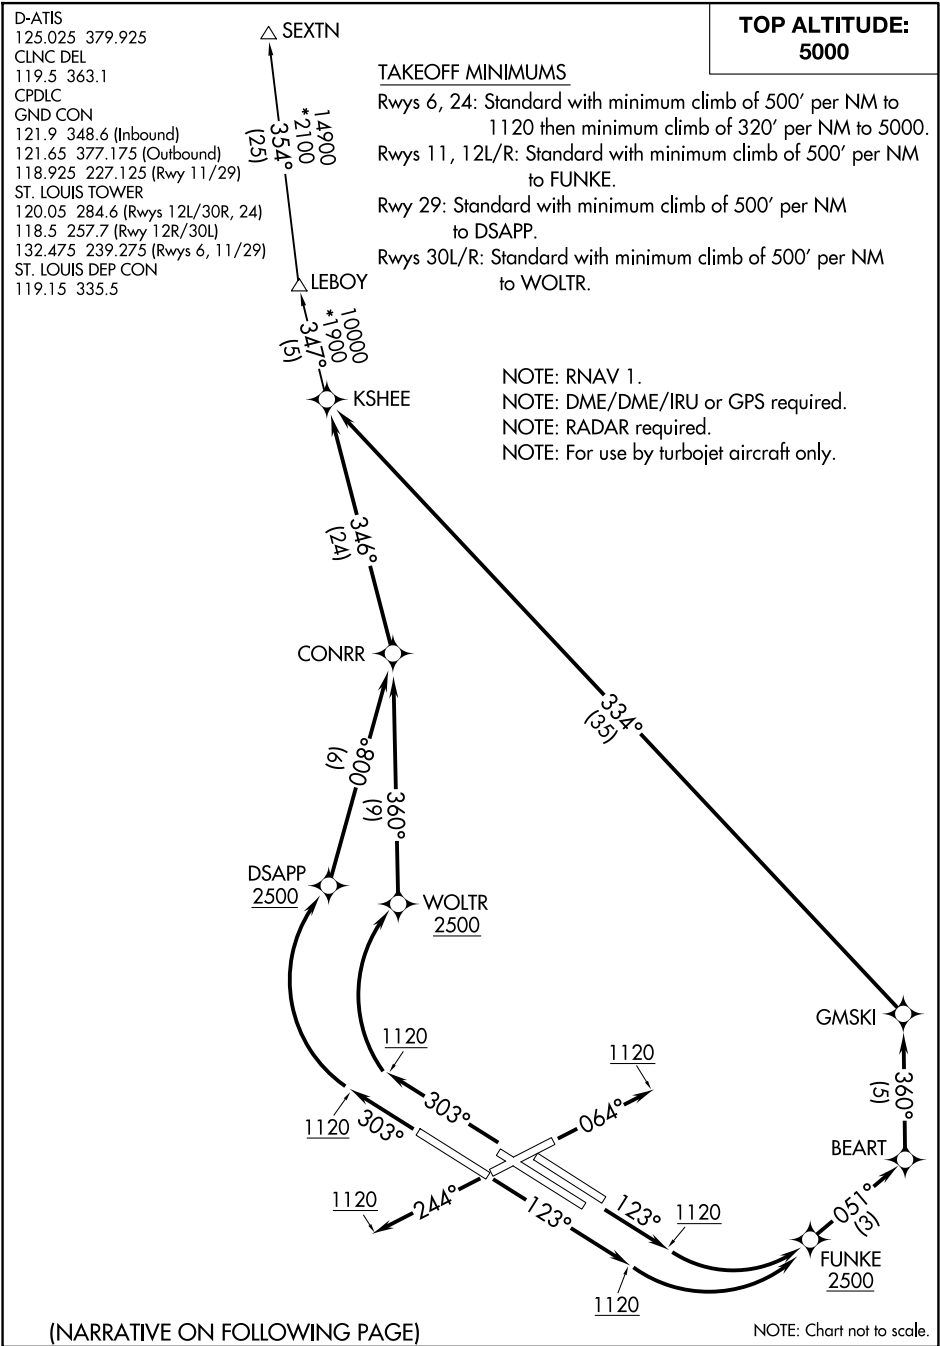 D-ATIS
125.025 379.925
CLNC DEL
119.5 363.1
CPDLC
GND CON
121.9 348.6 (Inbound)
121.65 377.175 (Outbound)
118.925 227.125 (Rwy 11/29)
ST. LOUIS TOWER
120.05 284.6 (Rwys 12L/30R, 24)
118.5 257.7 (Rwy 12R/30L)
132.475 239.275 (Rwys 6, 11/29)
ST. LOUIS DEP CON
119.15 335.5
TOP ALTITUDE:
5000
TAKEOFF MINIMUMS
Rwys 6, 24: Standard with minimum climb of 500' per NM to
1120 then minimum climb of 320' per NM to 5000.
Rwys 11, 12L/R: Standard with minimum climb of 500' per NM
to FUNKE.
Rwy 29: Standard with minimum climb of 500' per NM
to DSAPP.
Rwys 30L/R: Standard with minimum climb of 500' per NM
to WOLTR.
NOTE: RNAV 1.
NOTE: DME/DME/IRU or GPS required.
NOTE: RADAR required.
NOTE: For use by turbojet aircraft only.
SEXTN
14900
*2100
354°
(25)
LEBOY
10000
*1900
347°
(5)
KSHEE
346°
(24)
334°
(35)
CONRR
008°
(6)
360°
(9)
DSAPP
2500
WOLTR
2500
GMSKI
360°
(5)
BEART
051°
(3)
FUNKE
2500
1120
303°
1120
303°
1120
064°
1120
244°
123°
1120
123°
1120
(NARRATIVE ON FOLLOWING PAGE)
NOTE: Chart not to scale.